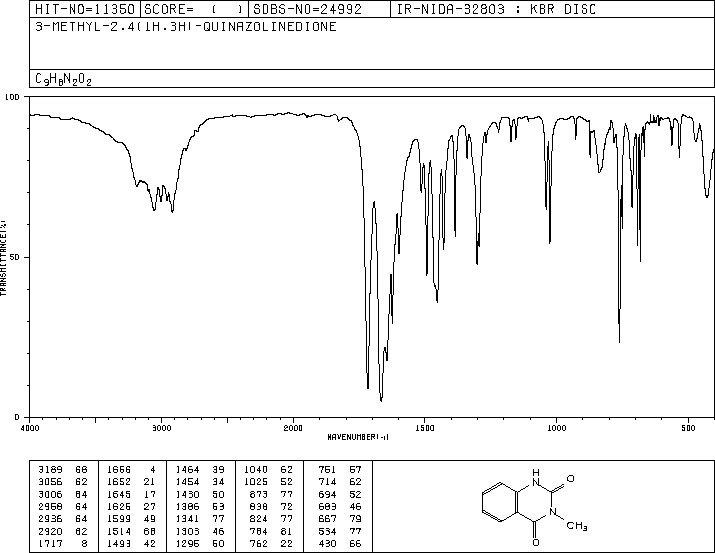 HIT-NO=11350 SCORE= ( ) SDBS-NO=24992 IR-NIDA-32803 : KBR DISC
3-METHYL-2,4(1H,3H)-QUINAZOLINEDIONE
C9H8N2O2
100
50
0
TRANSMITTANCE(%)
4000 3000 2000 1500 1000 500
WAVENUMBER(-1)
3189 68 1666 4 1464 39 1040 62 751 57
3056 62 1652 21 1454 34 1025 52 714 62
3006 64 1645 17 1430 50 873 77 694 52
2958 64 1626 27 1386 53 838 72 683 46
2936 64 1599 49 1341 77 824 77 667 79
2920 62 1514 68 1303 46 784 81 534 77
1717 8 1493 42 1296 50 762 22 430 66
H
N
O
N
CH3
O